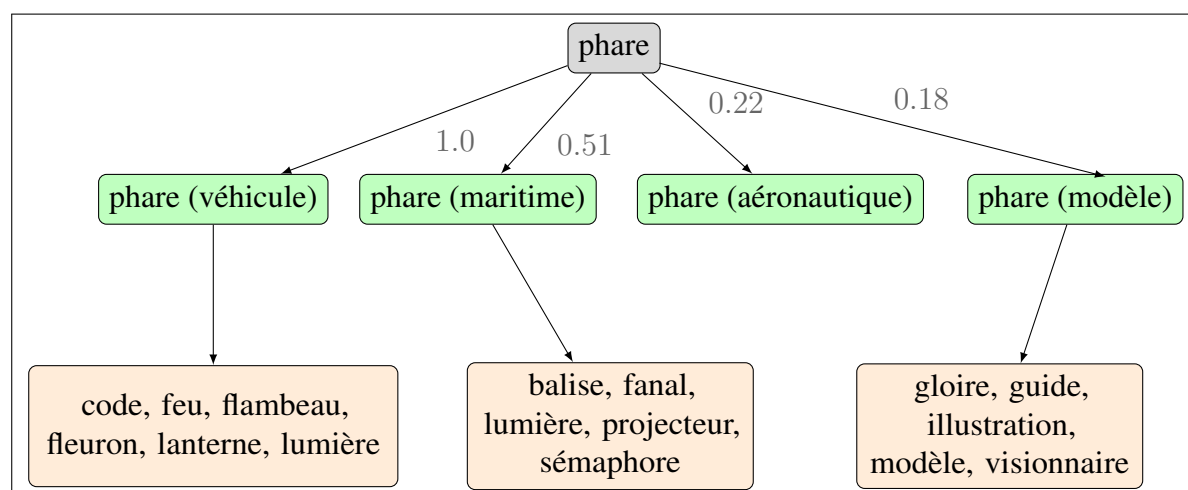 phare
1.0
0.51
0.22
0.18
phare (véhicule)
phare (maritime)
phare (aéronautique)
phare (modèle)
code, feu, flambeau,
fleuron, lanterne, lumière
balise, fanal,
lumière, projecteur,
sémaphore
gloire, guide,
illustration,
modèle, visionnaire